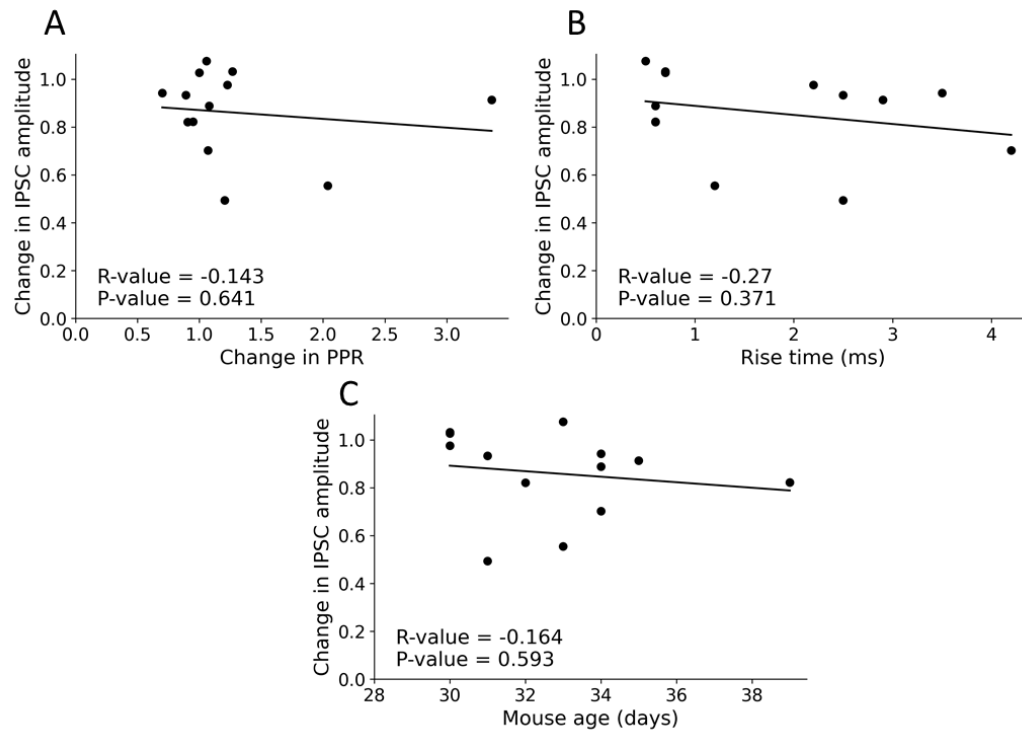 A
Change in IPSC amplitude
1.0
0.8
0.6
0.4
0.2
0.0
R-value = -0.143
P-value = 0.641
0.0 0.5 1.0 1.5 2.0 2.5 3.0
Change in PPR
B
Change in IPSC amplitude
1.0
0.8
0.6
0.4
0.2
0.0
R-value = -0.27
P-value = 0.371
0 1 2 3 4
Rise time (ms)
C
Change in IPSC amplitude
1.0
0.8
0.6
0.4
0.2
0.0
R-value = -0.164
P-value = 0.593
28 30 32 34 36 38
Mouse age (days)